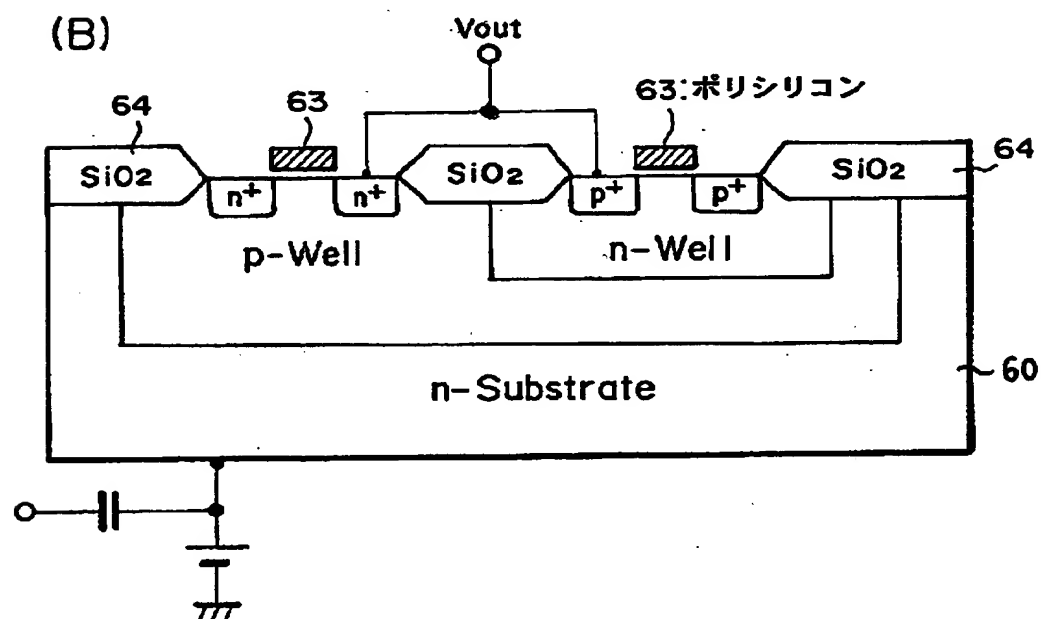 (B)
Vout
64
63
63:ポリシリコン
64
SiO2
n+
n+
SiO2
p+
p+
SiO2
p-Well
n-Well
n-Substrate
60